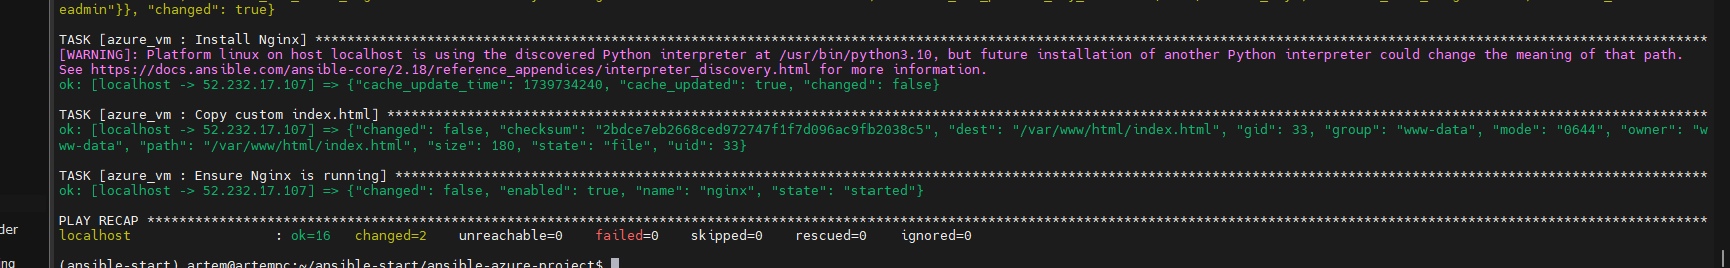 eadmin"}}, "changed": true}
TASK [azure_vm : Install Nginx] ****************************************************************************************************************************************************************************
[WARNING]: Platform linux on host localhost is using the discovered Python interpreter at /usr/bin/python3.10, but future installation of another Python interpreter could change the meaning of that path.
See https://docs.ansible.com/ansible-core/2.18/reference_appendices/interpreter_discovery.html for more information.
ok: [localhost -> 52.232.17.107] => {"cache_update_time": 1739734240, "cache_updated": true, "changed": false}
TASK [azure_vm : Copy custom index.html] *******************************************************************************************************************************************************************
ok: [localhost -> 52.232.17.107] => {"changed": false, "checksum": "2bdce7eb2668ced972747f1f7d096ac9fb2038c5", "dest": "/var/www/html/index.html", "gid": 33, "group": "www-data", "mode": "0644", "owner": "w
ww-data", "path": "/var/www/html/index.html", "size": 180, "state": "file", "uid": 33}
TASK [azure_vm : Ensure Nginx is running] ******************************************************************************************************************************************************************
ok: [localhost -> 52.232.17.107] => {"changed": false, "enabled": true, "name": "nginx", "state": "started"}
PLAY RECAP *************************************************************************************************************************************************************************************************
localhost                  : ok=16   changed=2    unreachable=0    failed=0    skipped=0    rescued=0    ignored=0
(ansible-start) artem@artempc:~/ansible-start/ansible-azure-project$
der
ng